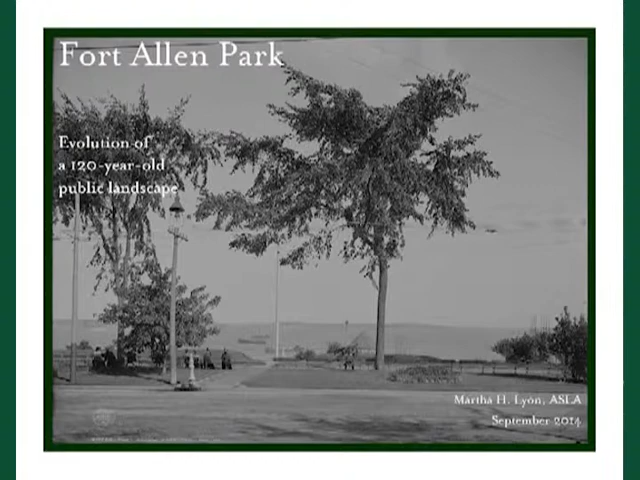 Fort Allen Park
Evolution of
a 120-year-old
public landscape
Martha H. Lyon, ASLA
September 2014